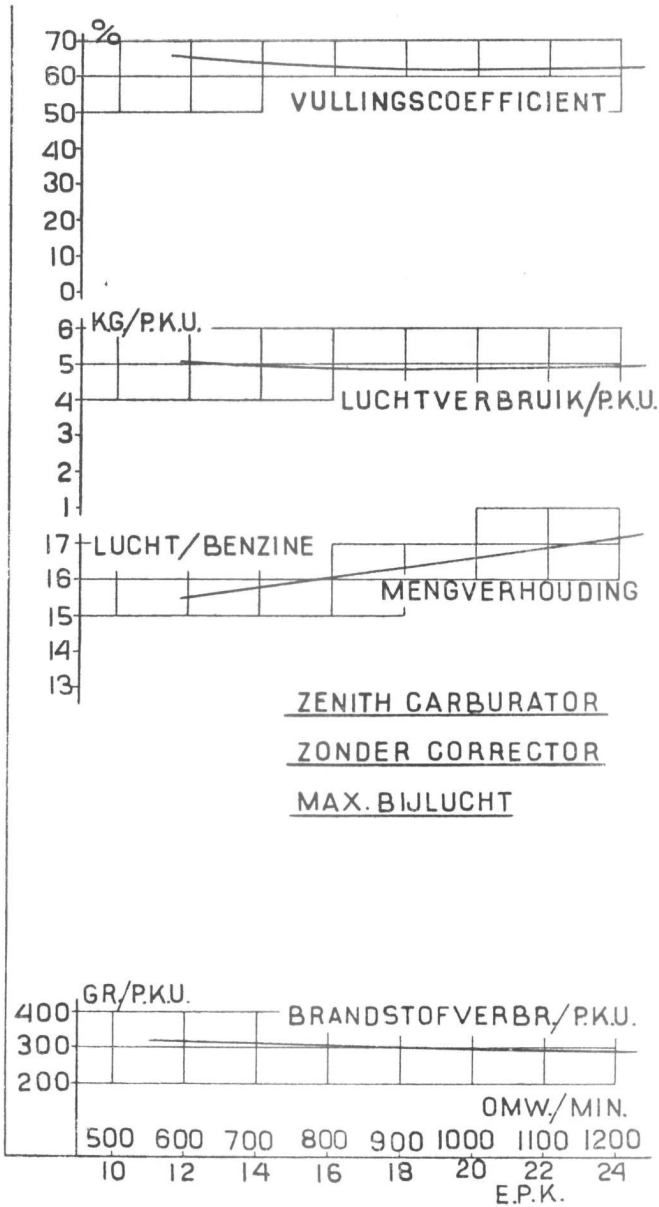 %
70
60
50
40
30
20
10
0
VULLINGSCOEFFICIENT
KG/P.K.U.
6
5
4
3
2
1
LUCHTVERBRUIK/P.K.U.
LUCHT/BENZINE
17
16
15
14
13
MENGVERHOUDING
ZENITH CARBURATOR
ZONDER CORRECTOR
MAX. BIJLUCHT
GR/P.K.U.
400
300
200
BRANDSTOFVERBR/P.K.U.
OMW./MIN.
500 600 700 800 900 1000 1100 1200
10 12 14 16 18 20 22 24
E.P.K.